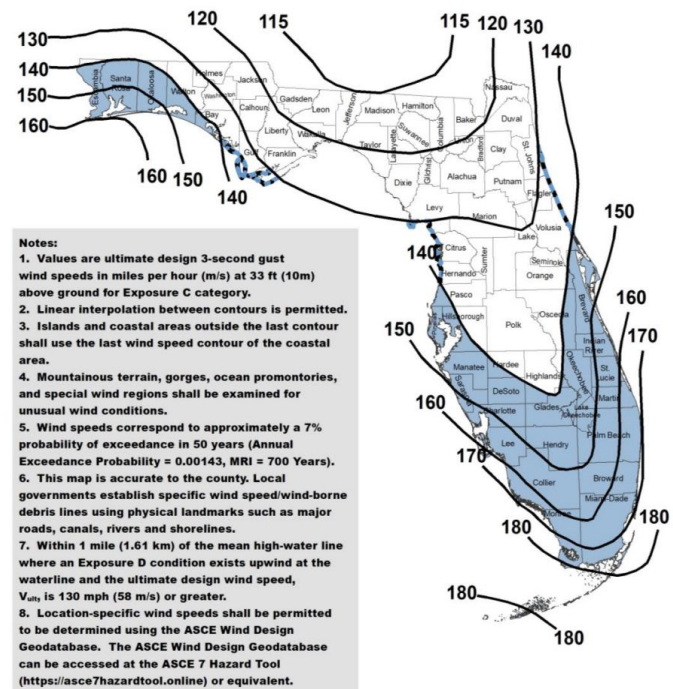 120
115
115
120
130
130
140
140
150
160
160
150
140
Escambia
Santa
Rosa
Okaloosa
Walton
Holmes
Washington
Bay
Jackson
Calhoun
Gulf
Liberty
Franklin
Gadsden
Leon
Wakulla
Jefferson
Madison
Taylor
Hamilton
Suwannee
Lafayette
Dixie
Columbia
Gilchrist
Levy
Baker
Union
Bradford
Alachua
Nassau
Duval
Clay
St. Johns
Putnam
Flagler
Marion
Volusia
Lake
150
140
Citrus
Sumter
Hernando
Seminole
Orange
Pasco
Brevard
160
Hillsborough
Polk
Osceola
170
150
Indian
River
Manatee
Hardee
Highlands
Okeechobee
St.
Lucie
Sarasota
DeSoto
Martin
160
Charlotte
Glades
Lake
Okeechobee
Lee
Hendry
Palm Beach
170
Collier
Broward
Monroe
Miami-Dade
180
180
180
180
Notes:
1. Values are ultimate design 3-second gust
wind speeds in miles per hour (m/s) at 33 ft (10m)
above ground for Exposure C category.
2. Linear interpolation between contours is permitted.
3. Islands and coastal areas outside the last contour
shall use the last wind speed contour of the coastal
area.
4. Mountainous terrain, gorges, ocean promontories,
and special wind regions shall be examined for
unusual wind conditions.
5. Wind speeds correspond to approximately a 7%
probability of exceedance in 50 years (Annual
Exceedance Probability = 0.00143, MRI = 700 Years).
6. This map is accurate to the county. Local
governments establish specific wind speed/wind-borne
debris lines using physical landmarks such as major
roads, canals, rivers and shorelines.
7. Within 1 mile (1.61 km) of the mean high-water line
where an Exposure D condition exists upwind at the
waterline and the ultimate design wind speed,
Vult, is 130 mph (58 m/s) or greater.
8. Location-specific wind speeds shall be permitted
to be determined using the ASCE Wind Design
Geodatabase. The ASCE Wind Design Geodatabase
can be accessed at the ASCE 7 Hazard Tool
(https://asce7hazardtool.online) or equivalent.